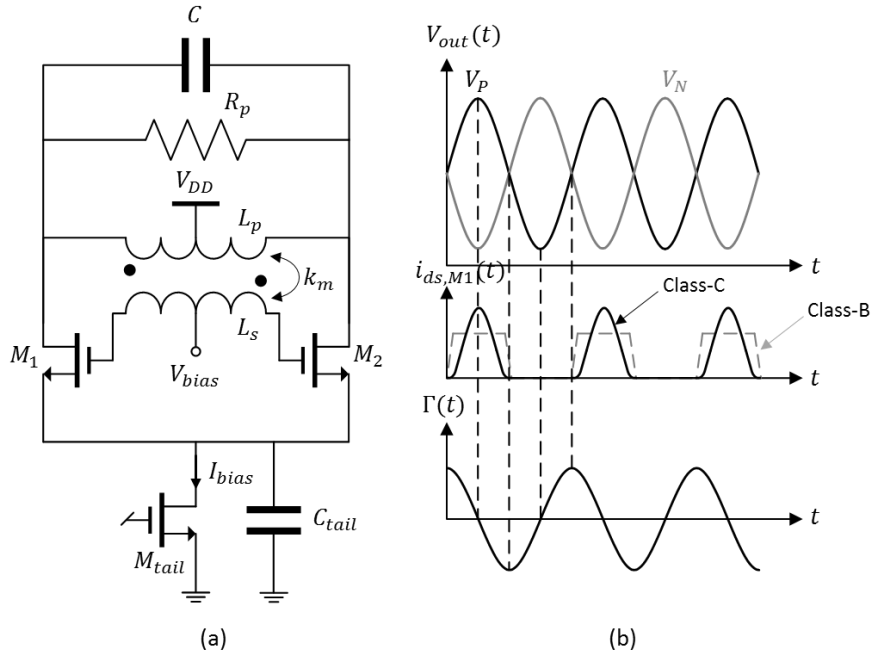 C
R_p
V_DD
L_p
k_m
L_s
M_1
M_2
V_bias
I_bias
C_tail
M_tail
(a)
V_out(t)
V_P
V_N
t
i_ds,M1(t)
Class-C
Class-B
t
Γ(t)
t
(b)